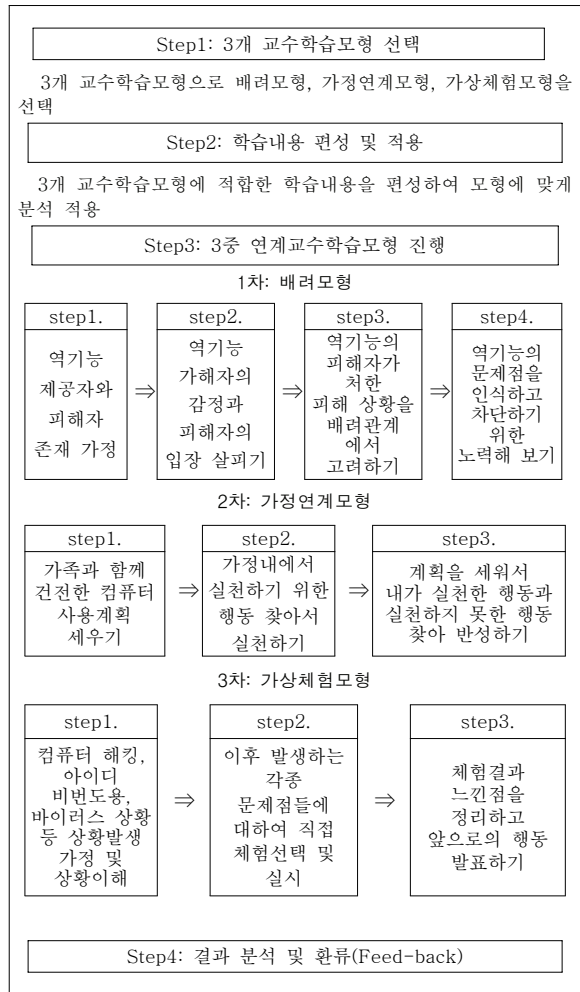 Step1: 3개 교수학습모형 선택
3개 교수학습모형으로 배려모형, 가정연계모형, 가상체험모형을
선택
Step2: 학습내용 편성 및 적용
3개 교수학습모형에 적합한 학습내용을 편성하여 모형에 맞게
분석 적용
Step3: 3중 연계교수학습모형 진행
1차: 배려모형
step1.
역기능
제공자와
피해자
존재 가정
⇒
step2.
역기능
가해자의
감정과
피해자의
입장 살피기
⇒
step3.
역기능의
피해자가
처한
피해 상황을
배려관계
에서
고려하기
⇒
step4.
역기능의
문제점을
인식하고
차단하기
위한
노력해 보기
2차: 가정연계모형
step1.
가족과 함께
건전한 컴퓨터
사용계획
세우기
⇒
step2.
가정내에서
실천하기 위한
행동 찾아서
실천하기
⇒
step3.
계획을 세워서
내가 실천한 행동과
실천하지 못한 행동
찾아 반성하기
3차: 가상체험모형
step1.
컴퓨터 해킹,
아이디
비번도용,
바이러스 상황
등 상황발생
가정 및
상황이해
⇒
step2.
이후 발생하는
각종
문제점들에
대하여 직접
체험선택 및
실시
⇒
step3.
체험결과
느낀점을
정리하고
앞으로의 행동
발표하기
Step4: 결과 분석 및 환류(Feed-back)